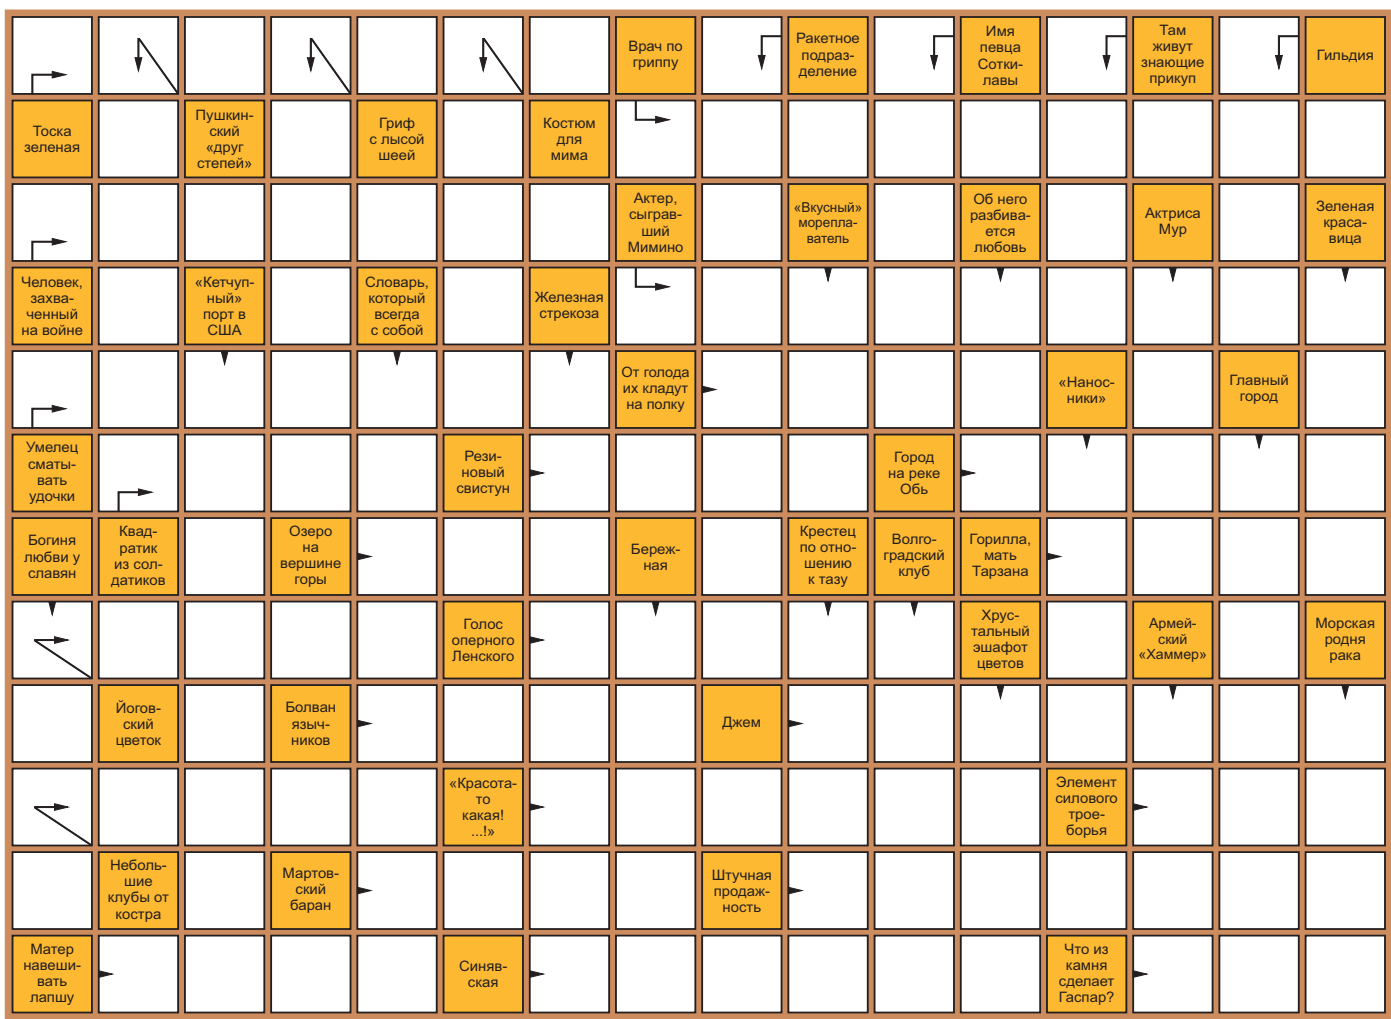 Врач по
гриппу
Ракетное
подраз-
деление
Имя
певца
Сотки-
лавы
Там
живут
знающие
прикуп
Гильдия
Тоска
зеленая
Пушкин-
ский
«друг
степей»
Гриф
с лысой
шеей
Костюм
для
мима
Актер,
сыграв-
ший
Мимино
«Вкусный»
морепла-
ватель
Об него
разбива-
ется
любовь
Актриса
Мур
Зеленая
краса-
вица
Человек,
захва-
ченный
на войне
«Кетчуп-
ный»
порт в
США
Словарь,
который
всегда
с собой
Железная
стрекоза
От голода
их кладут
на полку
«Нанос-
ники»
Главный
город
Умелец
сматы-
вать
удочки
Рези-
новый
свистун
Город
на реке
Обь
Богиня
любви у
славян
Квад-
ратик
из сол-
датиков
Озеро
на
вершине
горы
Береж-
ная
Крестец
по отно-
шению
к тазу
Волго-
градский
клуб
Горилла,
мать
Тарзана
Голос
оперного
Ленского
Хрус-
тальный
эшафот
цветов
Армей-
ский
«Хаммер»
Морская
родня
рака
Йогов-
ский
цветок
Болван
языч-
ников
Джем
«Красота-
то
какая!
...!»
Элемент
силового
трое-
борья
Неболь-
шие
клубы от
костра
Мартов-
ский
баран
Штучная
продаж-
ность
Матер
навеши-
вать
лапшу
Синяв-
ская
Что из
камня
сделает
Гаспар?